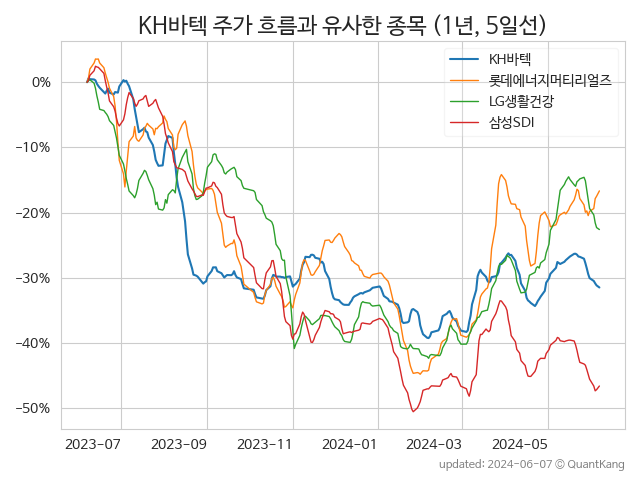 KH바텍 주가 흐름과 유사한 종목 (1년, 5일선)
KH바텍
롯데에너지머티리얼즈
LG생활건강
삼성SDI
0%
−10%
−20%
−30%
−40%
−50%
2023-07 2023-09 2023-11 2024-01 2024-03 2024-05
updated: 2024-06-07 © QuantKang